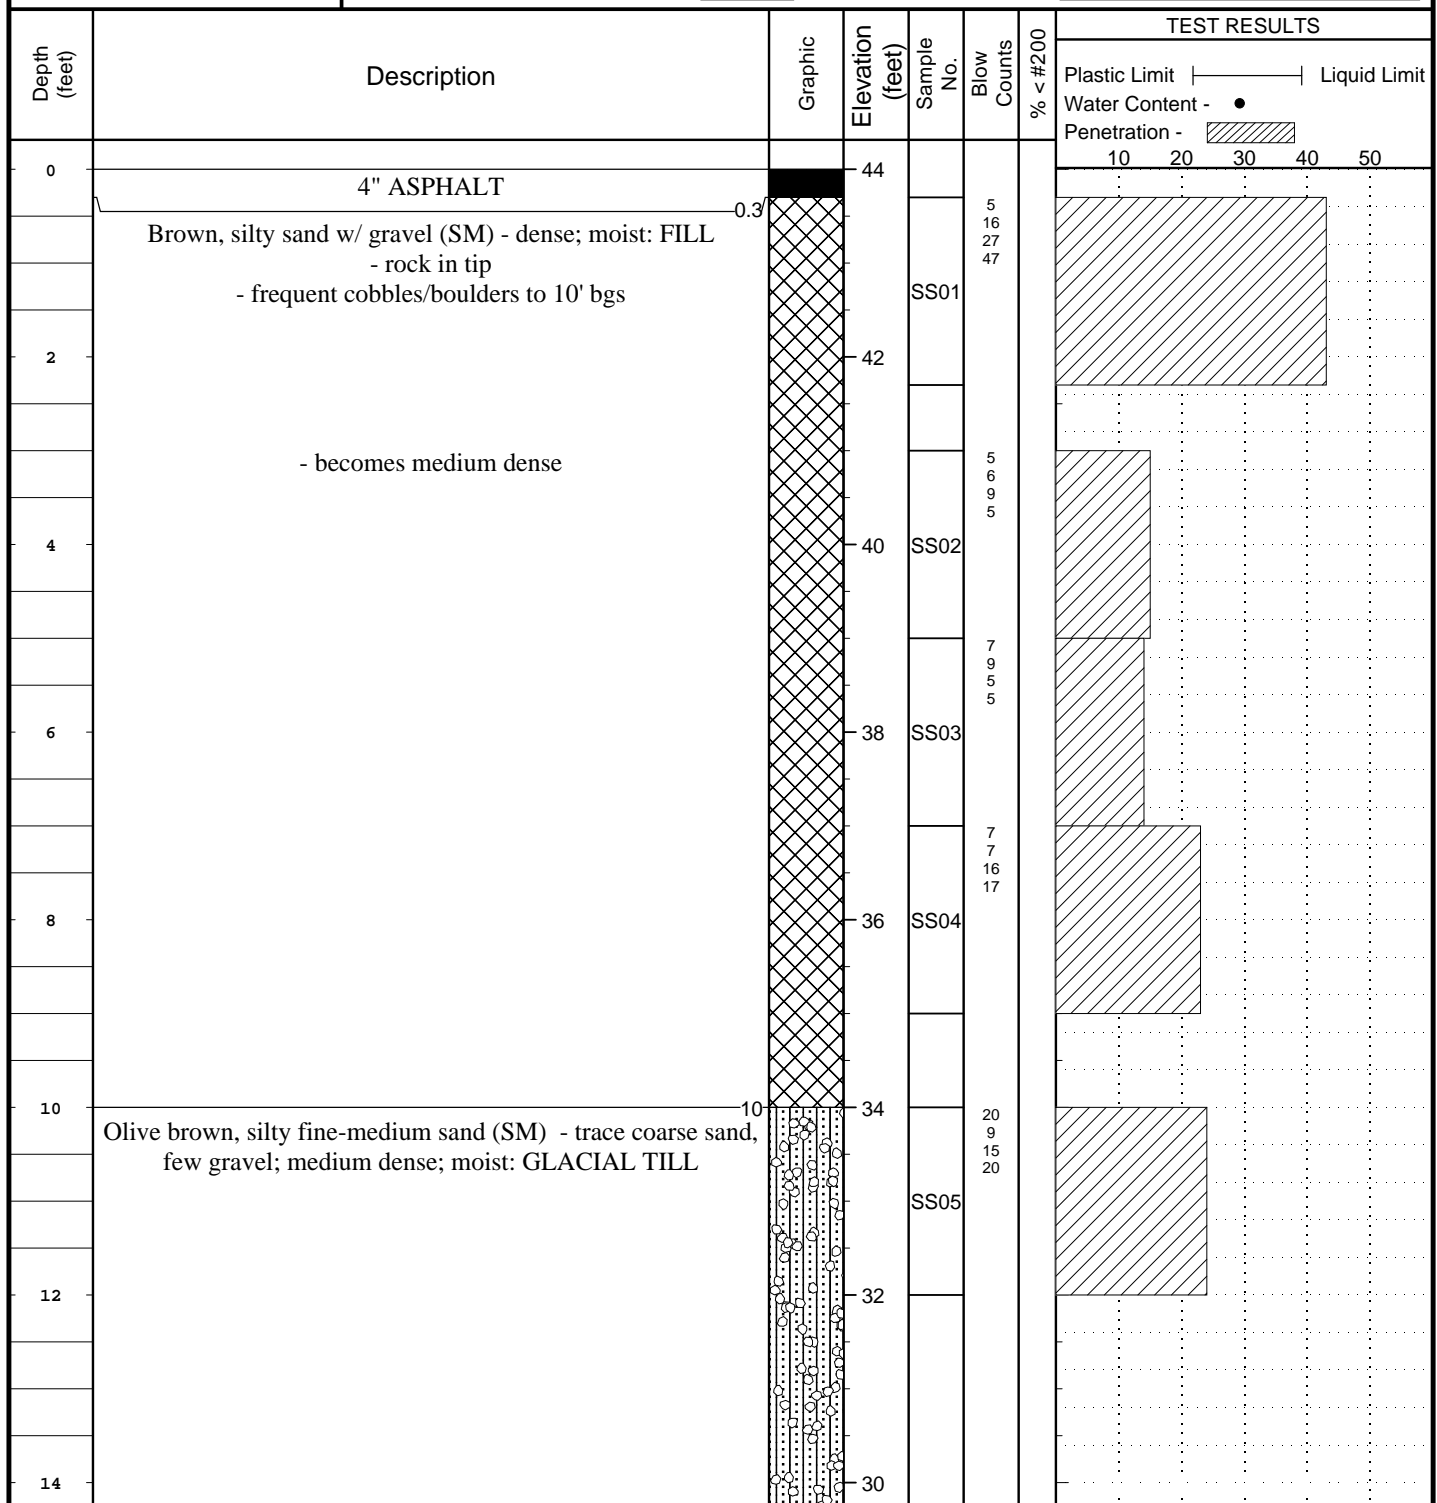 TEST RESULTS
Depth (feet)
Description
Graphic
Elevation (feet)
Sample No.
Blow Counts
% < #200
Plastic Limit Liquid Limit
Water Content -
Penetration -
10 20 30 40 50
0
4" ASPHALT
44
0.3
5
16
27
47
Brown, silty sand w/ gravel (SM) - dense; moist: FILL
- rock in tip
- frequent cobbles/boulders to 10' bgs
SS01
2
42
- becomes medium dense
5
6
9
5
4
40
SS02
7
9
5
5
6
38
SS03
7
7
16
17
8
36
SS04
10
10
34
20
9
15
20
Olive brown, silty fine-medium sand (SM) - trace coarse sand,
few gravel; medium dense; moist: GLACIAL TILL
SS05
12
32
14
30